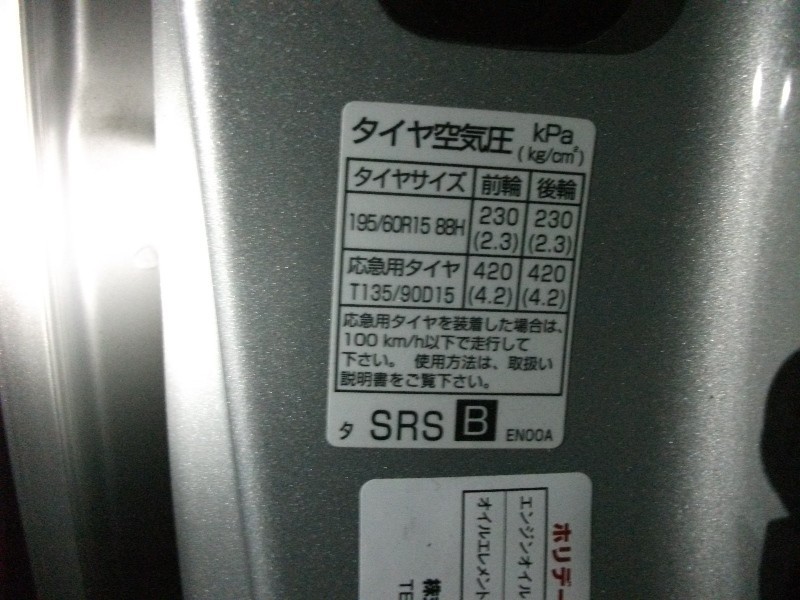 タイヤ空気圧 kPa
(kg/cm²)
タイヤサイズ 前輪 後輪
195/60R15 88H 230 230
(2.3) (2.3)
応急用タイヤ 420 420
T135/90D15 (4.2) (4.2)
応急用タイヤを装着した場合は、
100 km/h以下で走行して
下さい。 使用方法は、取扱い
説明書をご覧下さい。
タ SRS B EN00A
ホリデー
エンジンオイル
オイルエレメント
株式
TE